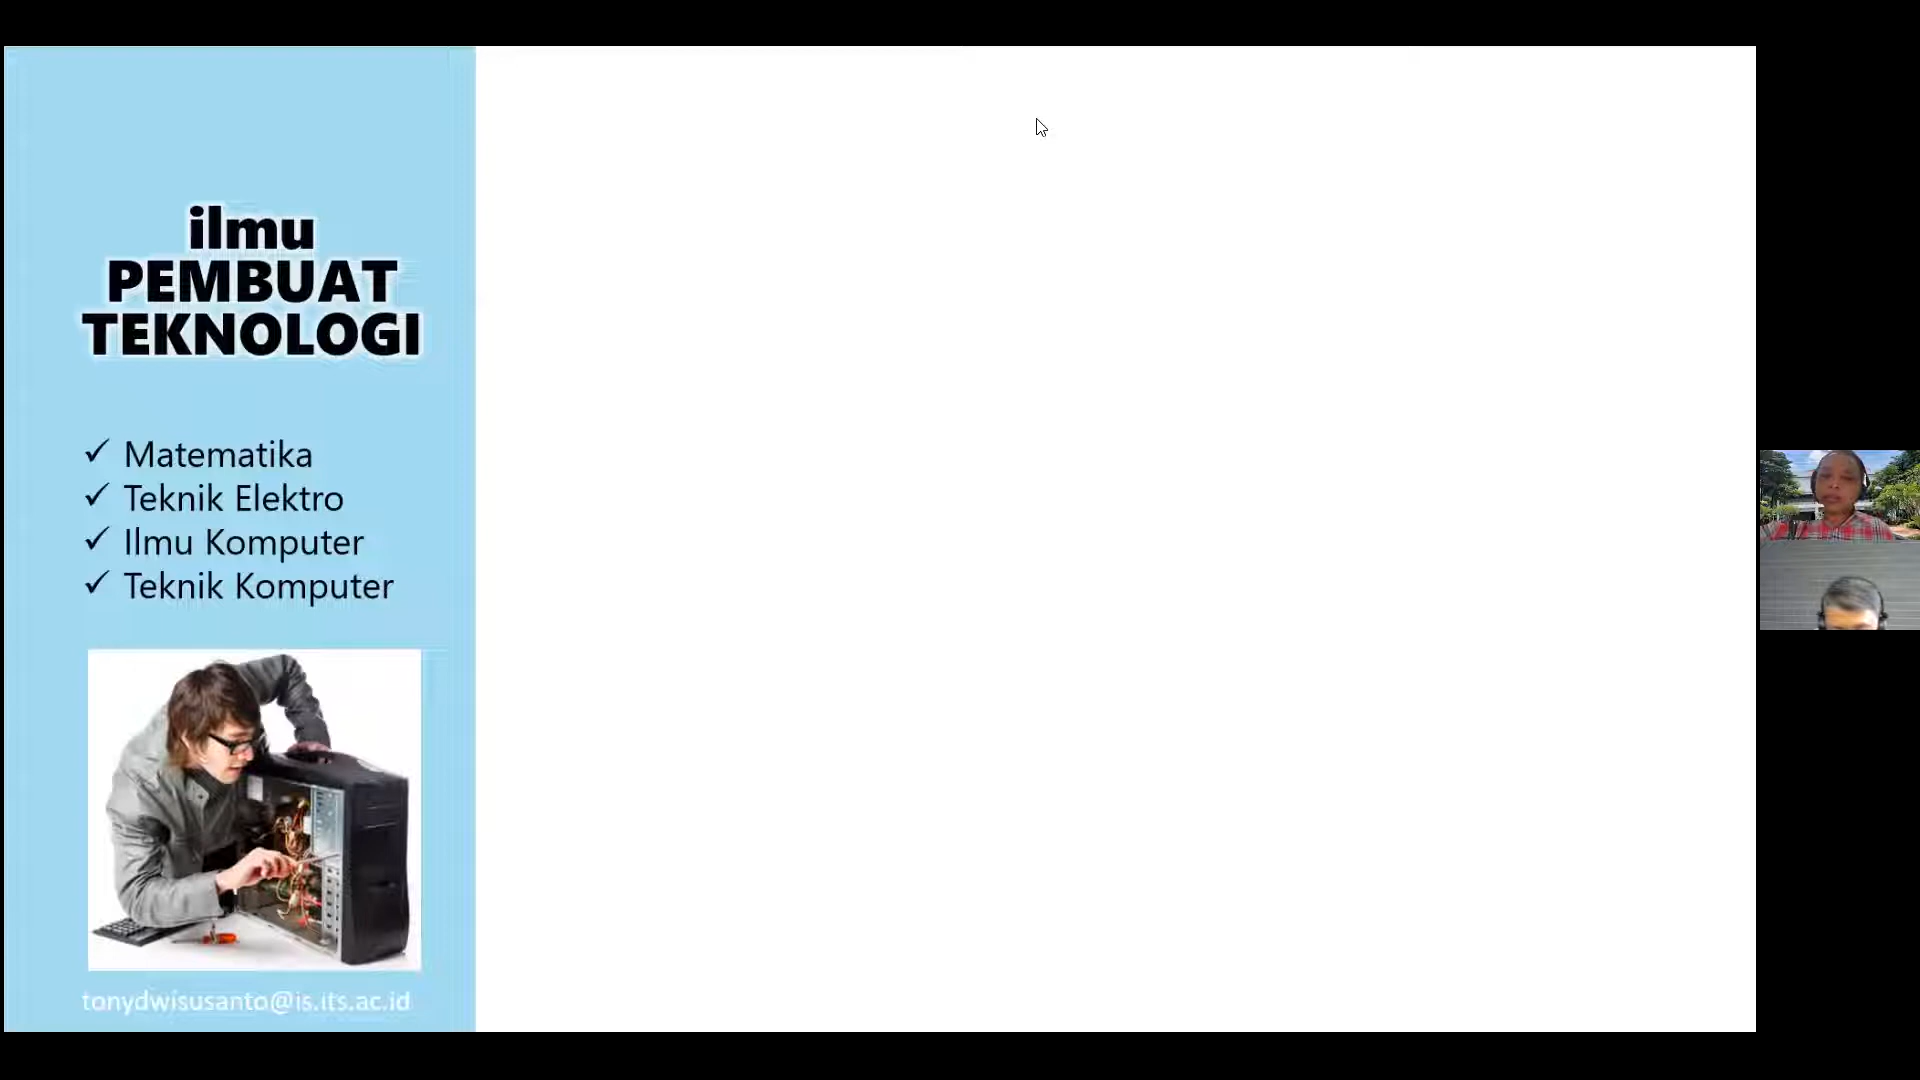 ilmu
PEMBUAT
TEKNOLOGI
✓ Matematika
✓ Teknik Elektro
✓ Ilmu Komputer
✓ Teknik Komputer
tonydwisusanto@is.its.ac.id